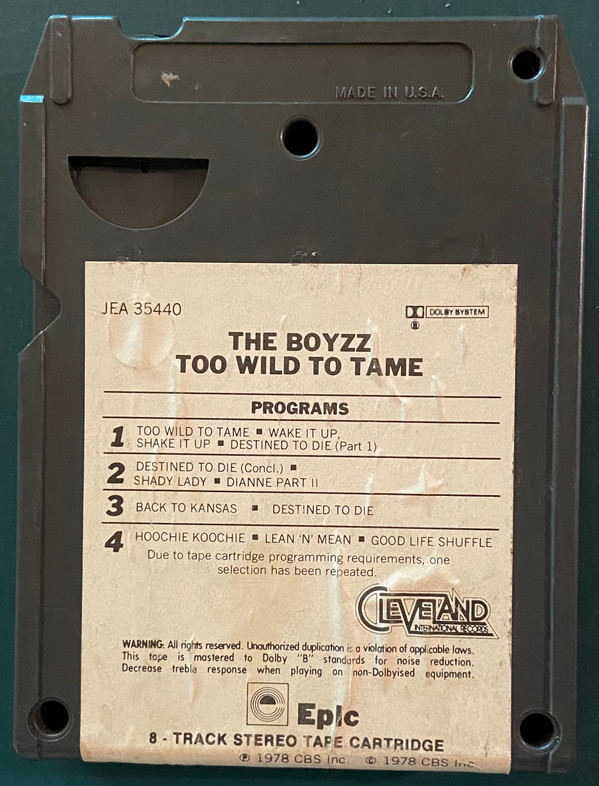 MADE IN U.S.A.
JEA 35440
DOLBY SYSTEM
®
THE BOYZZ
TOO WILD TO TAME
PROGRAMS
1 TOO WILD TO TAME ■ WAKE IT UP,
SHAKE IT UP ■ DESTINED TO DIE (Part 1)
2 DESTINED TO DIE (Concl.) ■
SHADY LADY ■ DIANNE PART II
3 BACK TO KANSAS ■ DESTINED TO DIE
4 HOOCHIE KOOCHIE ■ LEAN 'N' MEAN ■ GOOD LIFE SHUFFLE
Due to tape cartridge programming requirements, one
selection has been repeated.
CLEVELAND
INTERNATIONAL RECORDS
WARNING: All rights reserved. Unauthorized duplication is a violation of applicable laws.
This tape is mastered to Dolby "B" standards for noise reduction.
Decrease treble response when playing on non-Dolbyised equipment.
Epic
8 - TRACK STEREO TAPE CARTRIDGE
℗ 1978 CBS Inc. © 1978 CBS Inc.